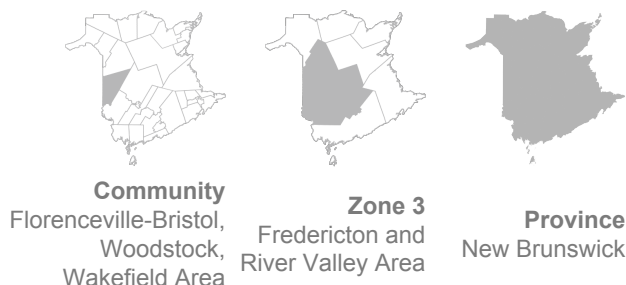 Community
Florenceville-Bristol,
Woodstock,
Wakefield Area
Zone 3
Fredericton and
River Valley Area
Province
New Brunswick